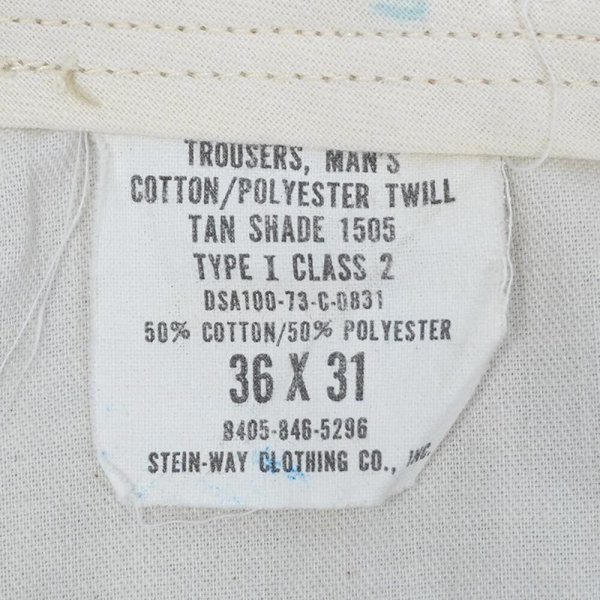 TROUSERS, MAN'S
COTTON/POLYESTER TWILL
TAN SHADE 1505
TYPE I CLASS 2
DSA100-73-C-0831
50% COTTON/50% POLYESTER
36 X 31
8405-846-5296
STEIN-WAY CLOTHING CO., INC.